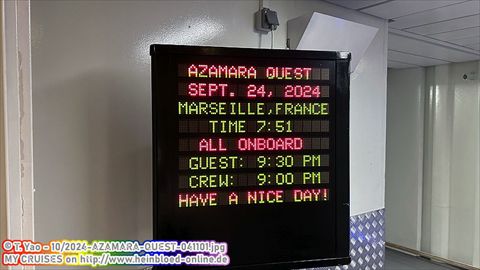 AZAMARA QUEST
SEPT. 24, 2024
MARSEILLE,FRANCE
TIME 7:51
ALL ONBOARD
GUEST: 9:30 PM
CREW: 9:00 PM
HAVE A NICE DAY!
©T. Yao - 10/2024-AZAMARA-QUEST-041101.jpg
MY CRUISES on http://www.heinbloed-online.de